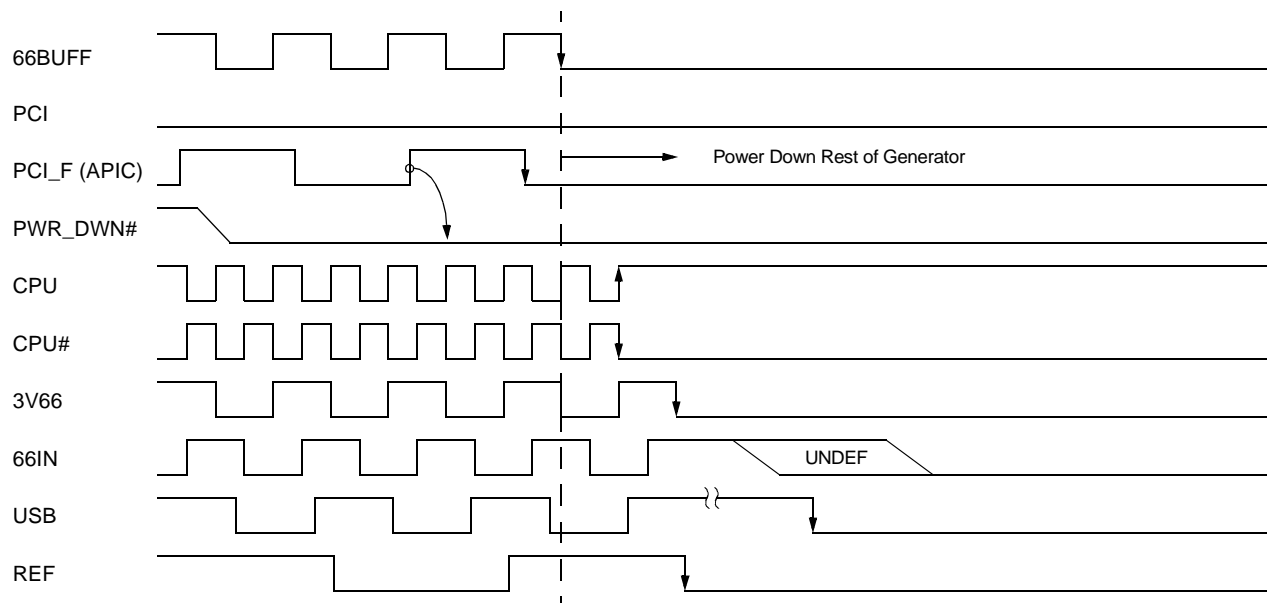 66BUFF
PCI
PCI_F (APIC)
Power Down Rest of Generator
PWR_DWN#
CPU
CPU#
3V66
66IN
UNDEF
USB
REF